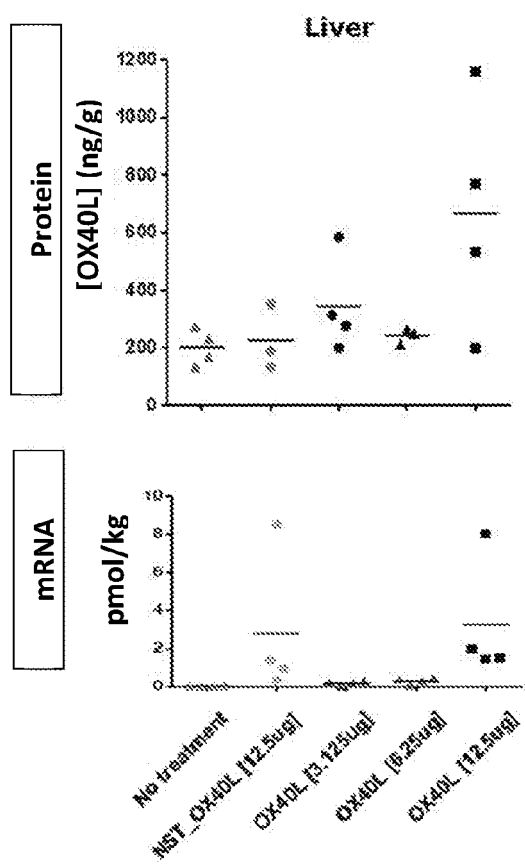 Liver
Protein
[OX40L] (ng/g)
1200
1000
800
600
400
200
0
mRNA
pmol/kg
10
8
6
4
2
0
No treatment
NST_OX40L [12.5ug]
OX40L [3.125ug]
OX40L [6.25ug]
OX40L [12.5ug]